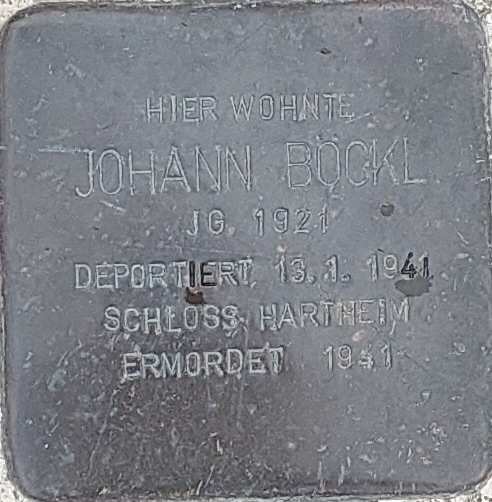 HIER WOHNTE
JOHANN BÖCKL
JG. 1921
DEPORTIERT 13.1.1941
SCHLOSS HARTHEIM
ERMORDET 1941